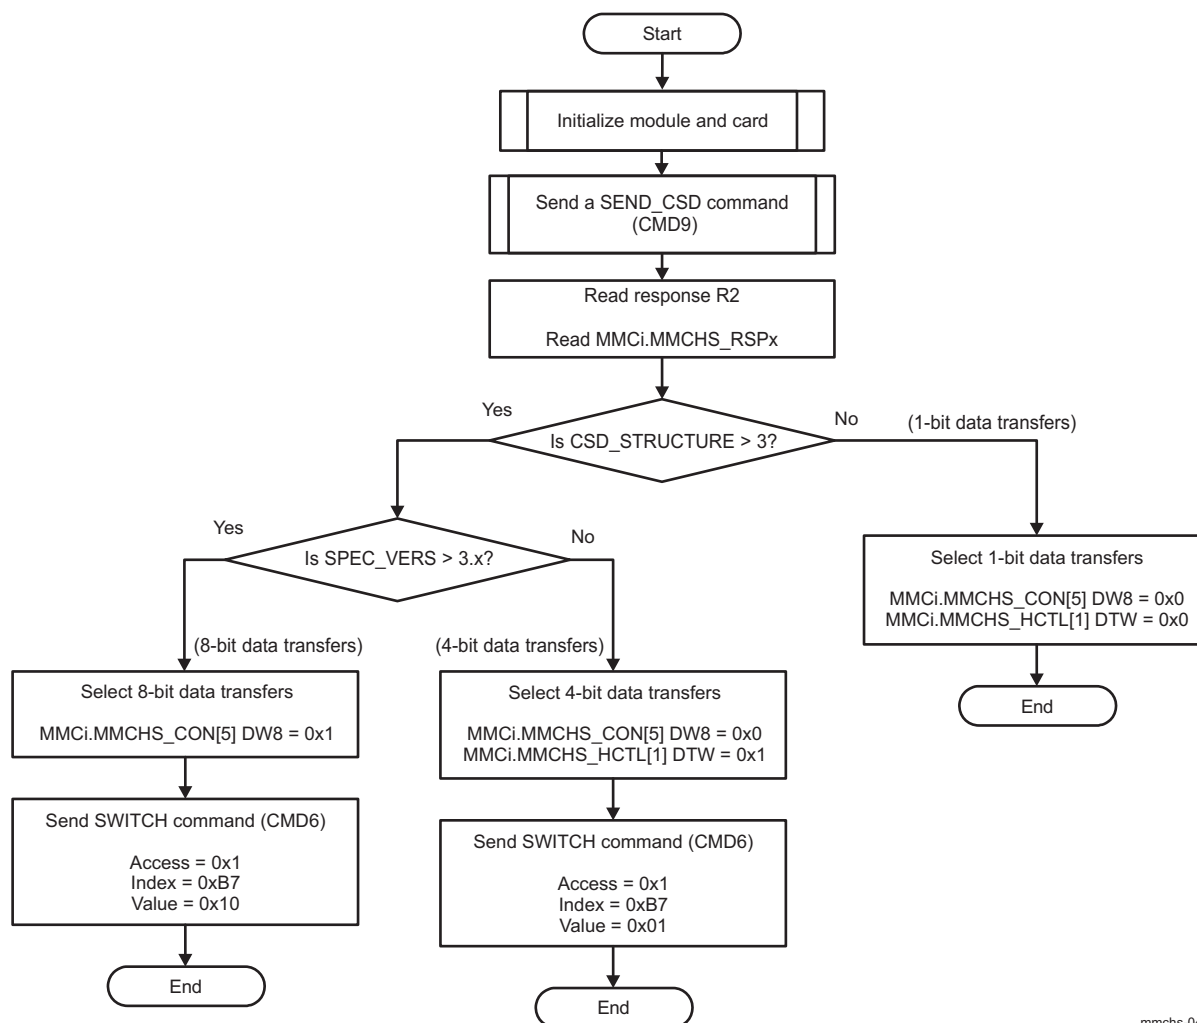 Start
Initialize module and card
Send a SEND_CSD command
(CMD9)
Read response R2
Read MMCi.MMCHS_RSPx
Yes
No
(1-bit data transfers)
Is CSD_STRUCTURE > 3?
Yes
No
Is SPEC_VERS > 3.x?
Select 1-bit data transfers
MMCi.MMCHS_CON[5] DW8 = 0x0
MMCi.MMCHS_HCTL[1] DTW = 0x0
End
(8-bit data transfers)
(4-bit data transfers)
Select 8-bit data transfers
MMCi.MMCHS_CON[5] DW8 = 0x1
Select 4-bit data transfers
MMCi.MMCHS_CON[5] DW8 = 0x0
MMCi.MMCHS_HCTL[1] DTW = 0x1
Send SWITCH command (CMD6)
Access = 0x1
Index = 0xB7
Value = 0x10
Send SWITCH command (CMD6)
Access = 0x1
Index = 0xB7
Value = 0x01
End
End